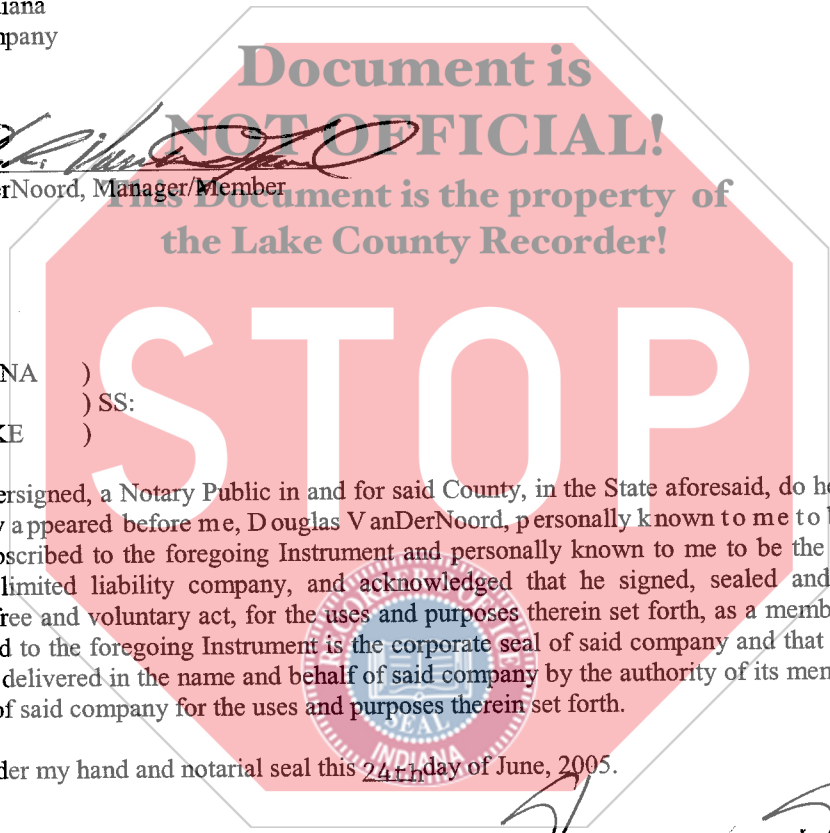 iana
mpany
Document is
NOT OFFICIAL!
This Document is the property of
the Lake County Recorder!
erNoord, Manager/Member
STOP
NA )
) SS:
KE )
ersigned, a Notary Public in and for said County, in the State aforesaid, do he
y appeared before me, Douglas VanDerNoord, personally known to me to b
bscribed to the foregoing Instrument and personally known to me to be the
limited liability company, and acknowledged that he signed, sealed and
free and voluntary act, for the uses and purposes therein set forth, as a memb
d to the foregoing Instrument is the corporate seal of said company and that
delivered in the name and behalf of said company by the authority of its mem
of said company for the uses and purposes therein set forth.
SEAL
INDIANA
der my hand and notarial seal this 24th day of June, 2005.